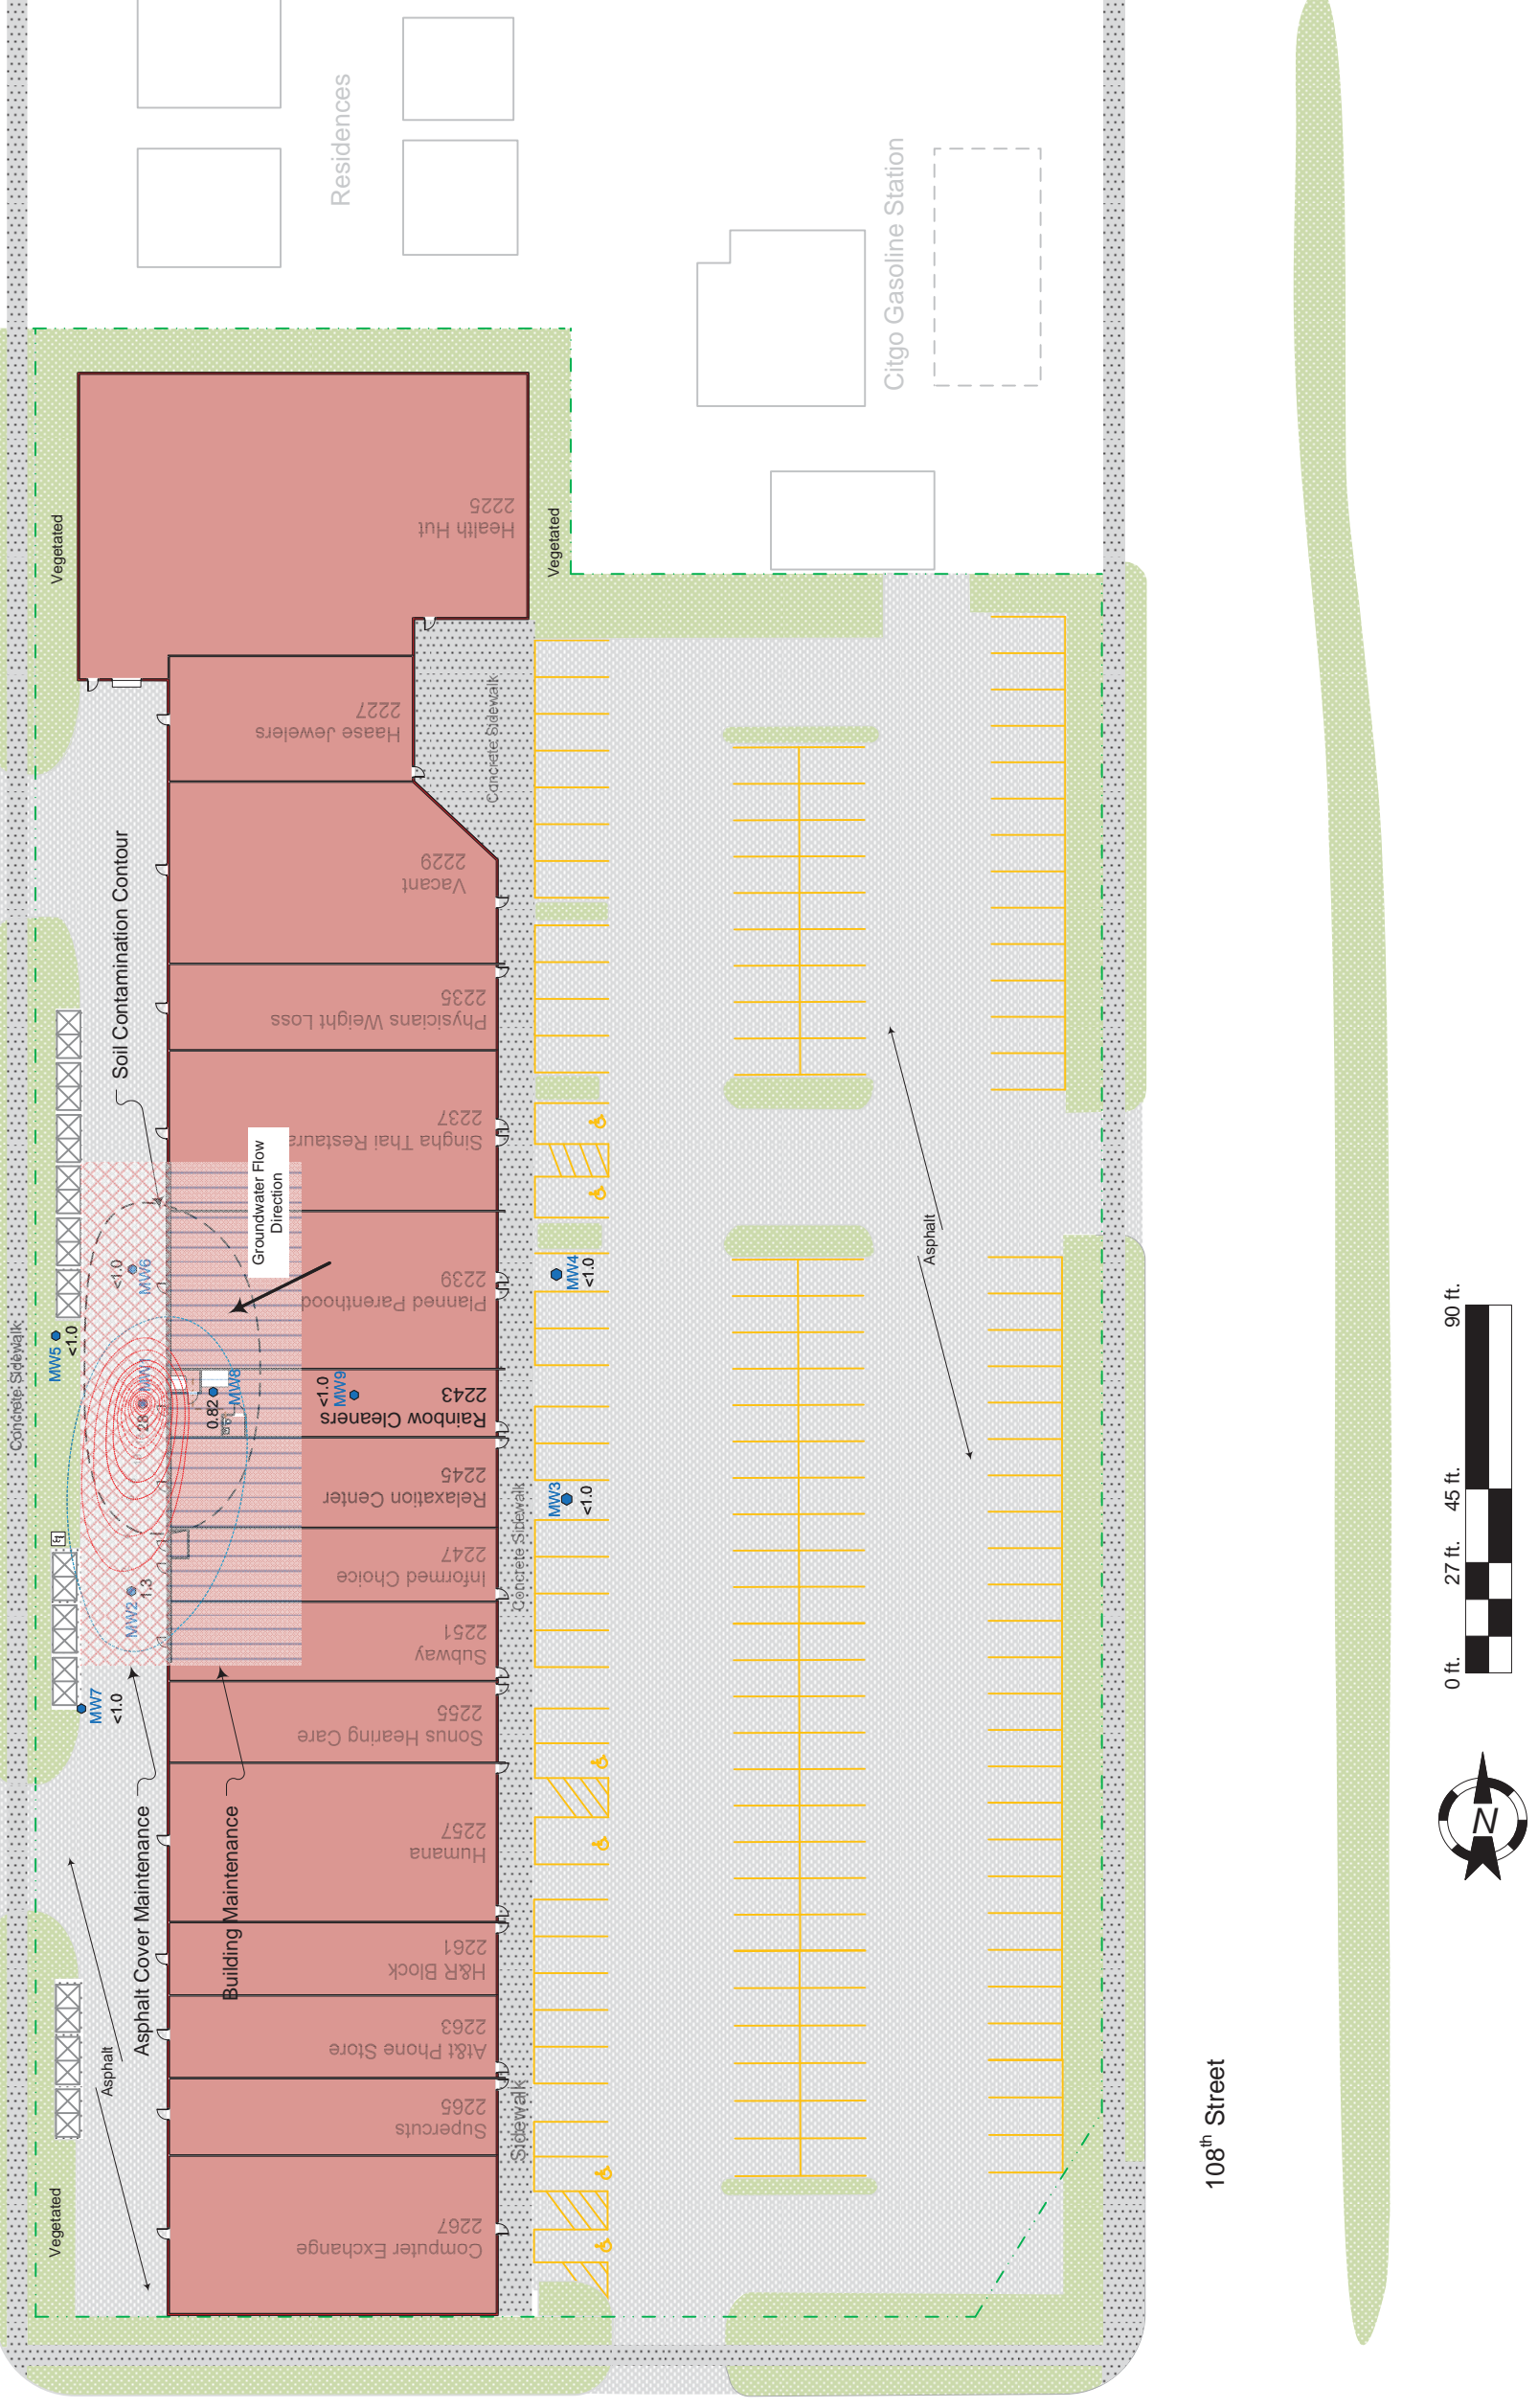 Residences
Citgo Gasoline Station
Vegetated
Vegetated
2225
Health Hut
2227
Haase Jewelers
Concrete Sidewalk
2229
Vacant
Soil Contamination Contour
2235
Physicians Weight Loss
2237
Singha Thai Restaura
Groundwater Flow
Direction
2239
Planned Parenthood
<1.0
MW6
MW5
<1.0
MW4
<1.0
Asphalt
Concrete Sidewalk
MW1
28
0.82
MW8
<1.0
MW9
2243
Rainbow Cleaners
2245
Relaxation Center
MW3
<1.0
Concrete Sidewalk
2247
Informed Choice
MW2
1.3
2251
Subway
MW7
<1.0
2255
Sonus Hearing Care
Asphalt Cover Maintenance
Building Maintenance
2257
Humana
2261
H&R Block
2263
At&t Phone Store
Asphalt
2265
Supercuts
Sidewalk
Vegetated
2267
Computer Exchange
108th Street
0 ft.
27 ft.
45 ft.
90 ft.
N